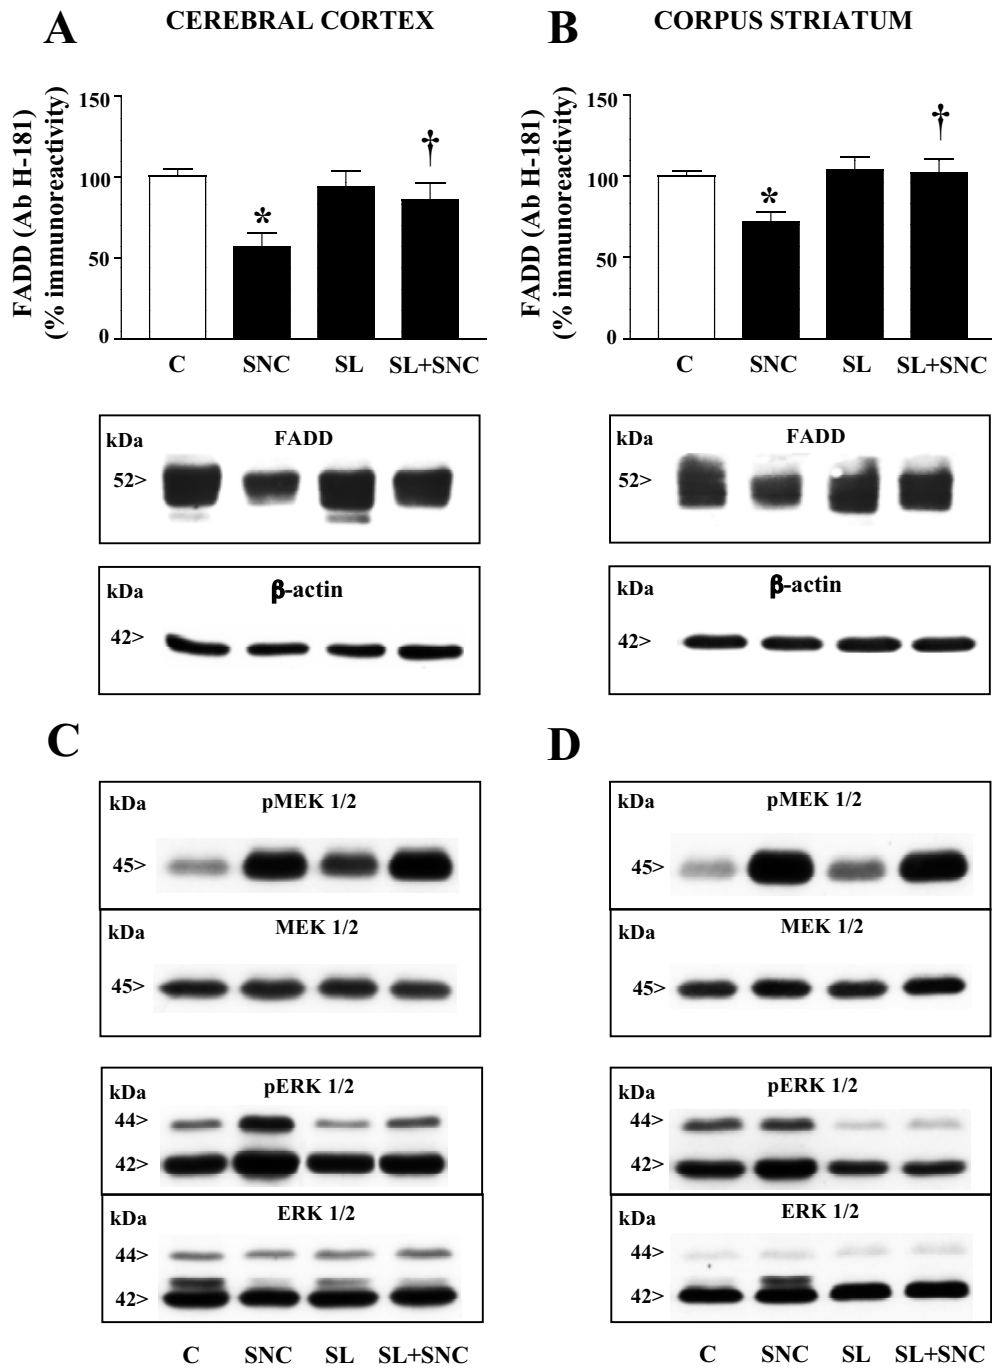 A CEREBRAL CORTEX
FADD (Ab H-181)
(% immunoreactivity)
150
100
50
0
*
†
C SNC SL SL+SNC
kDa FADD
52>
kDa β-actin
42>
B CORPUS STRIATUM
FADD (Ab H-181)
(% immunoreactivity)
150
100
50
0
*
†
C SNC SL SL+SNC
kDa FADD
52>
kDa β-actin
42>
C
kDa pMEK 1/2
45>
kDa MEK 1/2
45>
kDa pERK 1/2
44>
42>
kDa ERK 1/2
44>
42>
C SNC SL SL+SNC
D
kDa pMEK 1/2
45>
kDa MEK 1/2
45>
kDa pERK 1/2
44>
42>
kDa ERK 1/2
44>
42>
C SNC SL SL+SNC